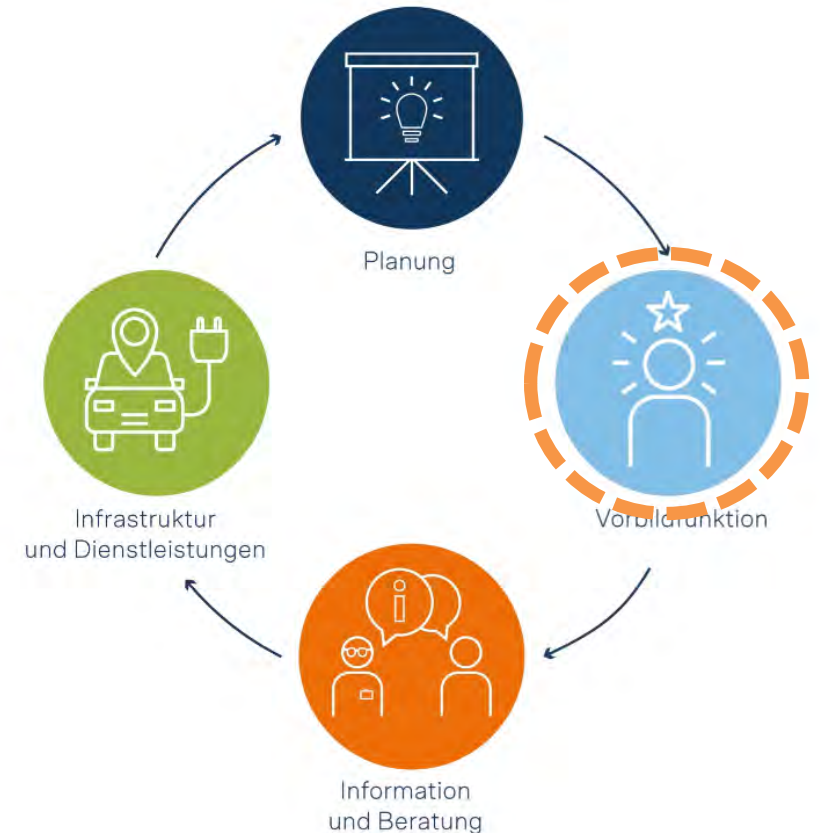 Planung
Vorbildfunktion
Infrastruktur
und Dienstleistungen
Information
und Beratung